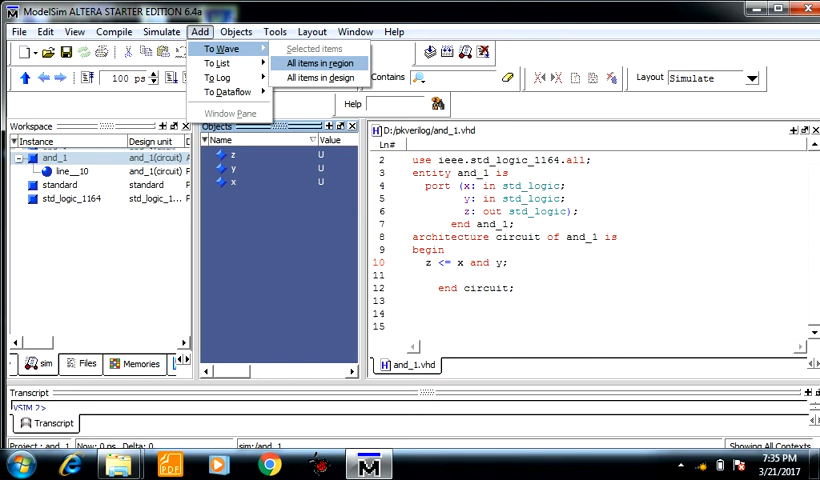 ModelSim ALTERA STARTER EDITION 6.4a
File Edit View Compile Simulate Add Objects Tools Layout Window Help
To Wave
To List
To Log
To Dataflow
Window Pane
Selected items
All items in region
All items in design
100 ps
Contains
Layout Simulate
Help
Workspace
Instance Design unit
and_1 and_1(circuit)
line__10 and_1(circuit)
standard standard
std_logic_1164 std_logic_1...
sim Files Memories
Objects
Name Value
z U
y U
x U
D:/pkverilog/and_1.vhd
Ln#
2 use ieee.std_logic_1164.all;
3 entity and_1 is
4 port (x: in std_logic;
5 y: in std_logic;
6 z: out std_logic);
7 end and_1;
8 architecture circuit of and_1 is
9 begin
10 z <= x and y;
11
12 end circuit;
13
14
15
and_1.vhd
Transcript
VSIM 2>
Transcript
Project : and_1 Now: 0 ps Delta: 0 sim:/and_1 Showing All Contexts
PDF
M
7:35 PM
3/21/2017